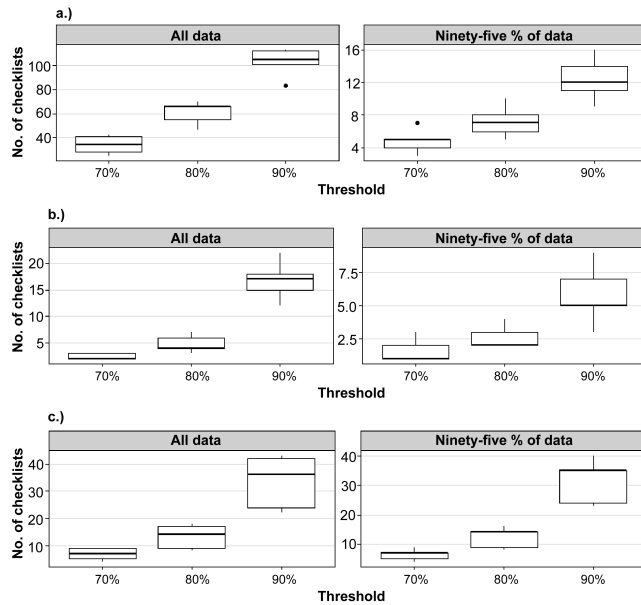 a.)
All data
Ninety-five % of data
No. of checklists
100
80
60
40
16
12
8
4
70% 80% 90%
70% 80% 90%
Threshold
b.)
All data
Ninety-five % of data
No. of checklists
20
15
10
5
7.5
5.0
2.5
70% 80% 90%
70% 80% 90%
Threshold
c.)
All data
Ninety-five % of data
No. of checklists
40
30
20
10
40
30
20
10
70% 80% 90%
70% 80% 90%
Threshold